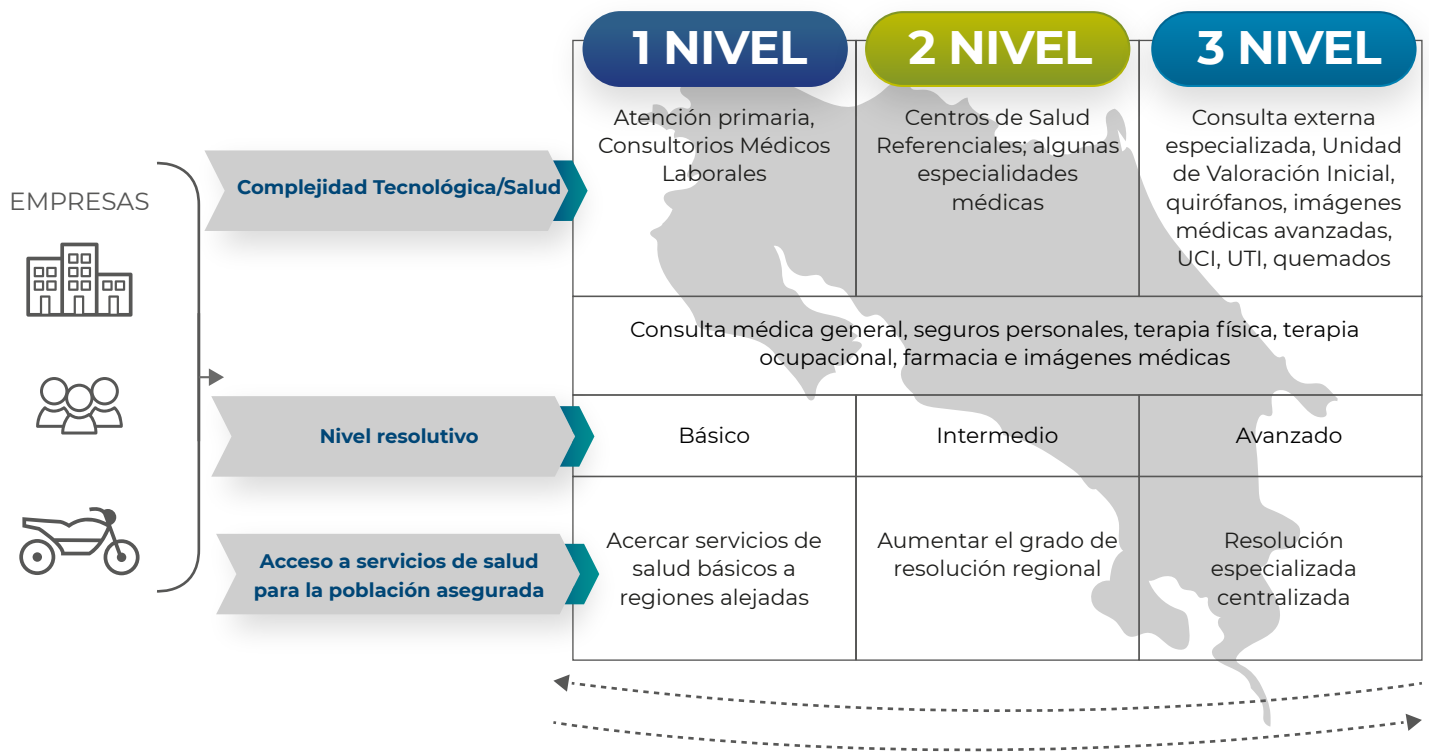 1 NIVEL
2 NIVEL
3 NIVEL
EMPRESAS
Complejidad Tecnológica/Salud
Atención primaria,
Consultorios Médicos
Laborales
Centros de Salud
Referenciales; algunas
especialidades
médicas
Consulta externa
especializada, Unidad
de Valoración Inicial,
quirófanos, imágenes
médicas avanzadas,
UCI, UTI, quemados
Consulta médica general, seguros personales, terapia física, terapia
ocupacional, farmacia e imágenes médicas
Nivel resolutivo
Básico
Intermedio
Avanzado
Acceso a servicios de salud
para la población asegurada
Acercar servicios de
salud básicos a
regiones alejadas
Aumentar el grado de
resolución regional
Resolución
especializada
centralizada